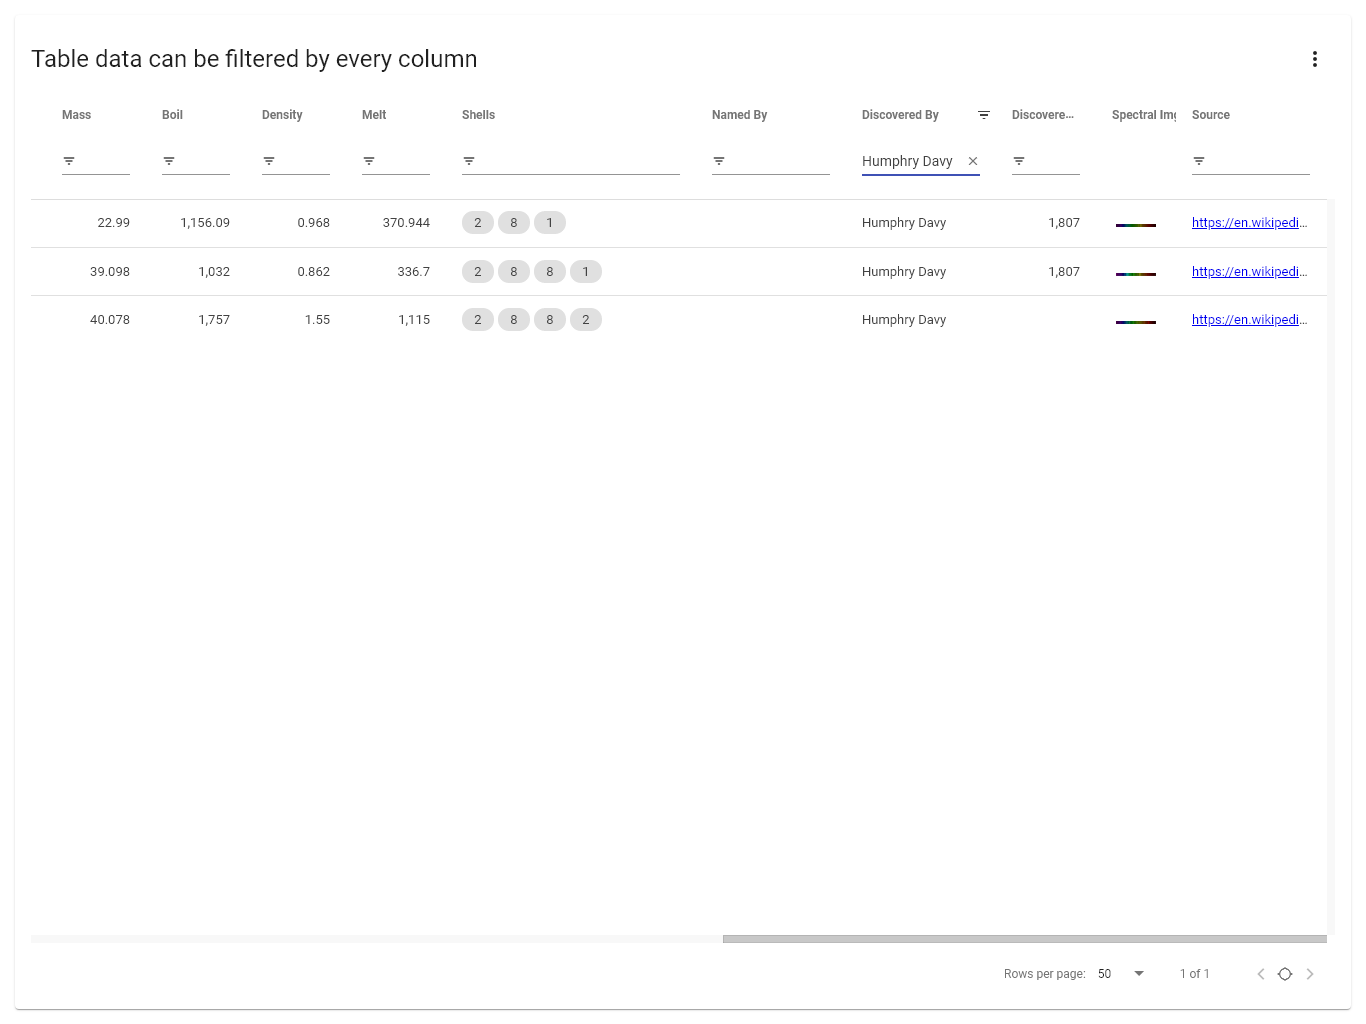 Table data can be filtered by every column
Mass Boil Density Melt Shells Named By Discovered By Discovere… Spectral Img Source
Humphry Davy
22.99 1,156.09 0.968 370.944 2 8 1 Humphry Davy 1,807 https://en.wikipedi…
39.098 1,032 0.862 336.7 2 8 8 1 Humphry Davy 1,807 https://en.wikipedi…
40.078 1,757 1.55 1,115 2 8 8 2 Humphry Davy https://en.wikipedi…
Rows per page: 50 1 of 1